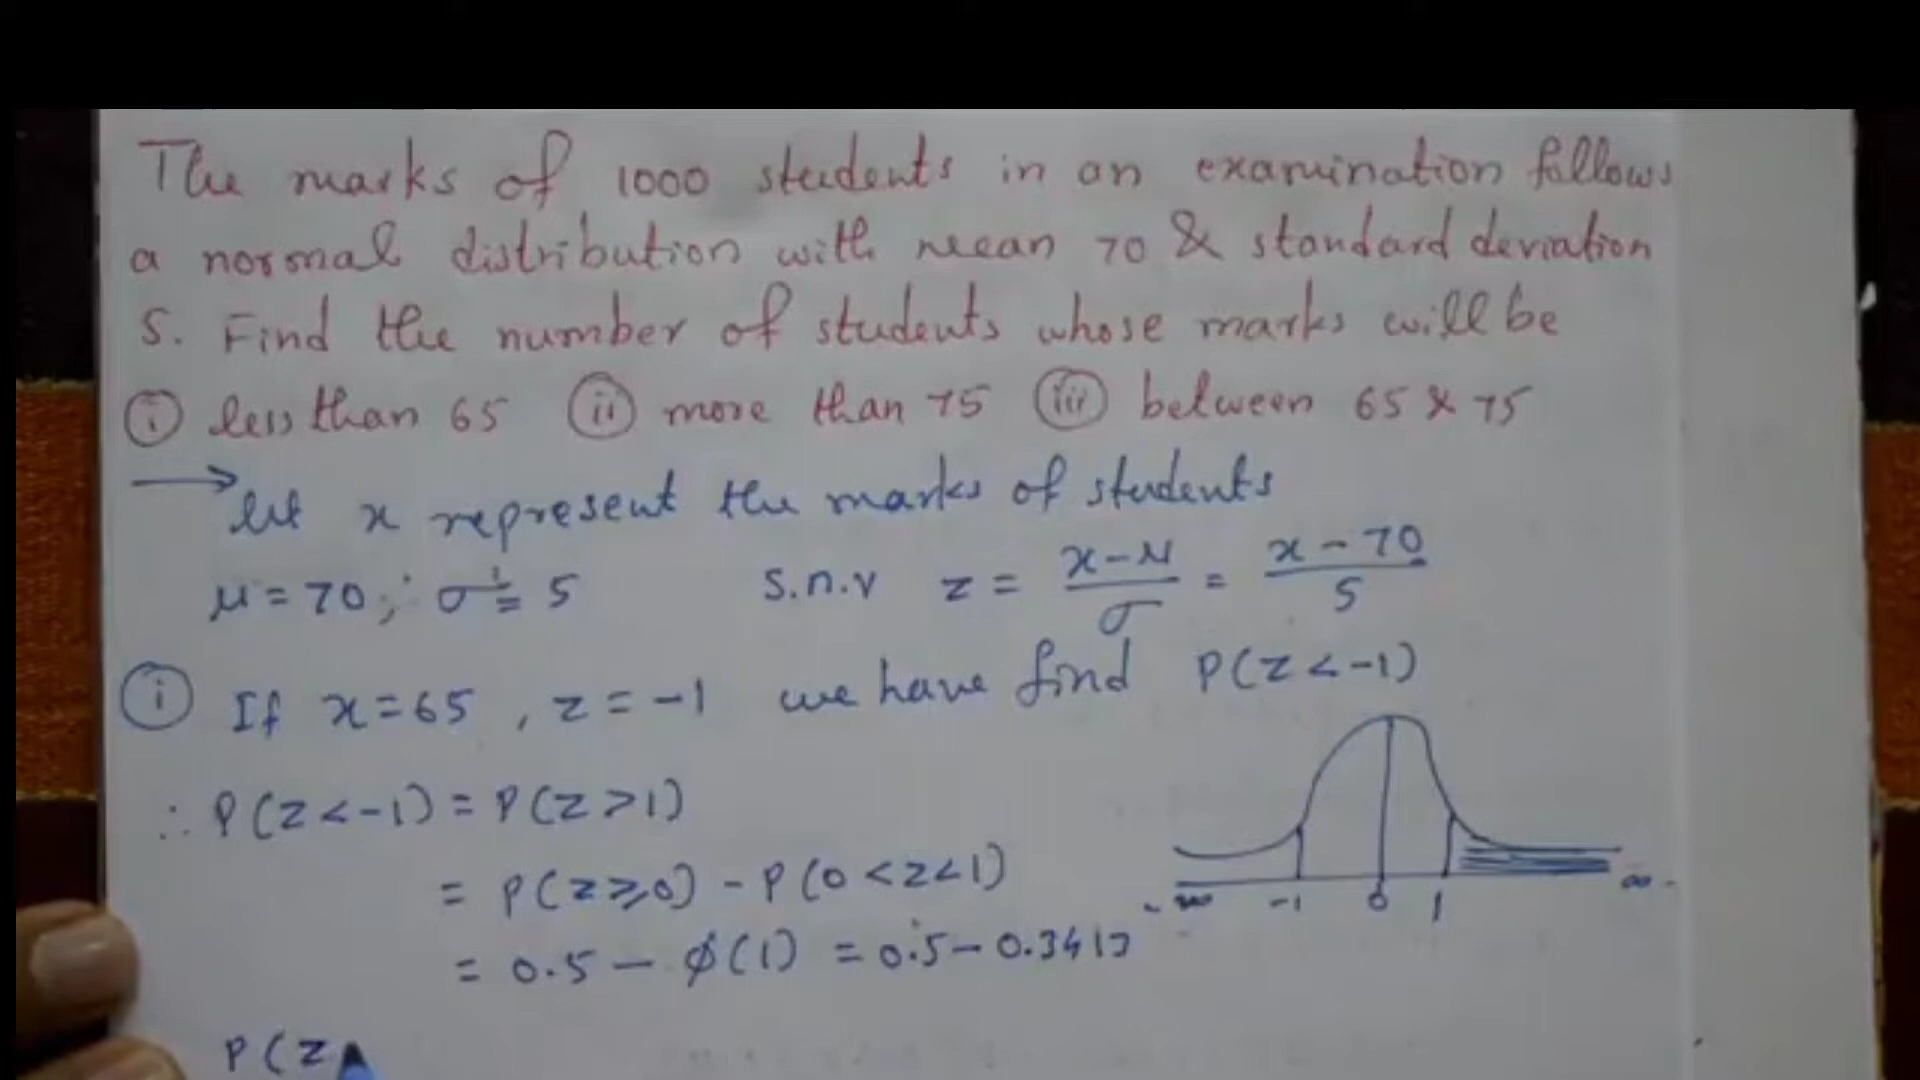 The marks of 1000 students in an examination follows
a normal distribution with mean 70 & standard deviation
5. Find the number of students whose marks will be
(i) less than 65 (ii) more than 75 (iii) between 65 & 75
→ let x represent the marks of students
μ = 70; σ = 5 s.n.v z = (x-μ)/σ = (x-70)/5
(i) If x = 65, z = -1 we have find P(z < -1)
∴ P(z < -1) = P(z > 1)
= P(z ≥ 0) - P(0 < z < 1)
-∞ -1 0 1 ∞
= 0.5 - φ(1) = 0.5 - 0.3413
P(z